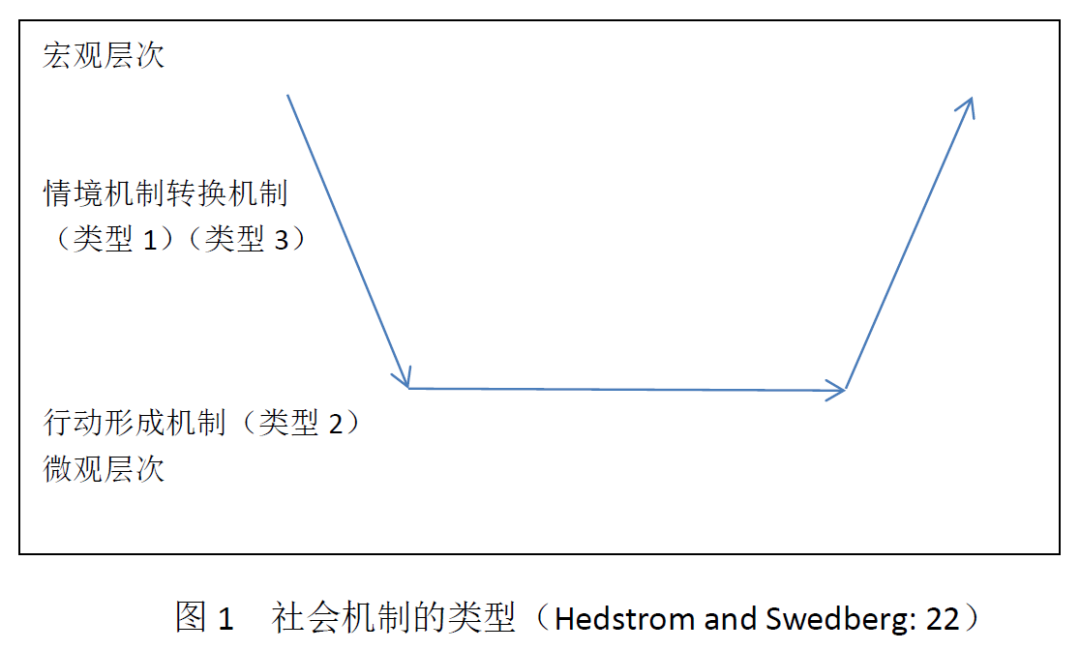 宏观层次
情境机制转换机制
（类型 1）（类型 3）
行动形成机制（类型 2）
微观层次
图 1 社会机制的类型（Hedstrom and Swedberg: 22）